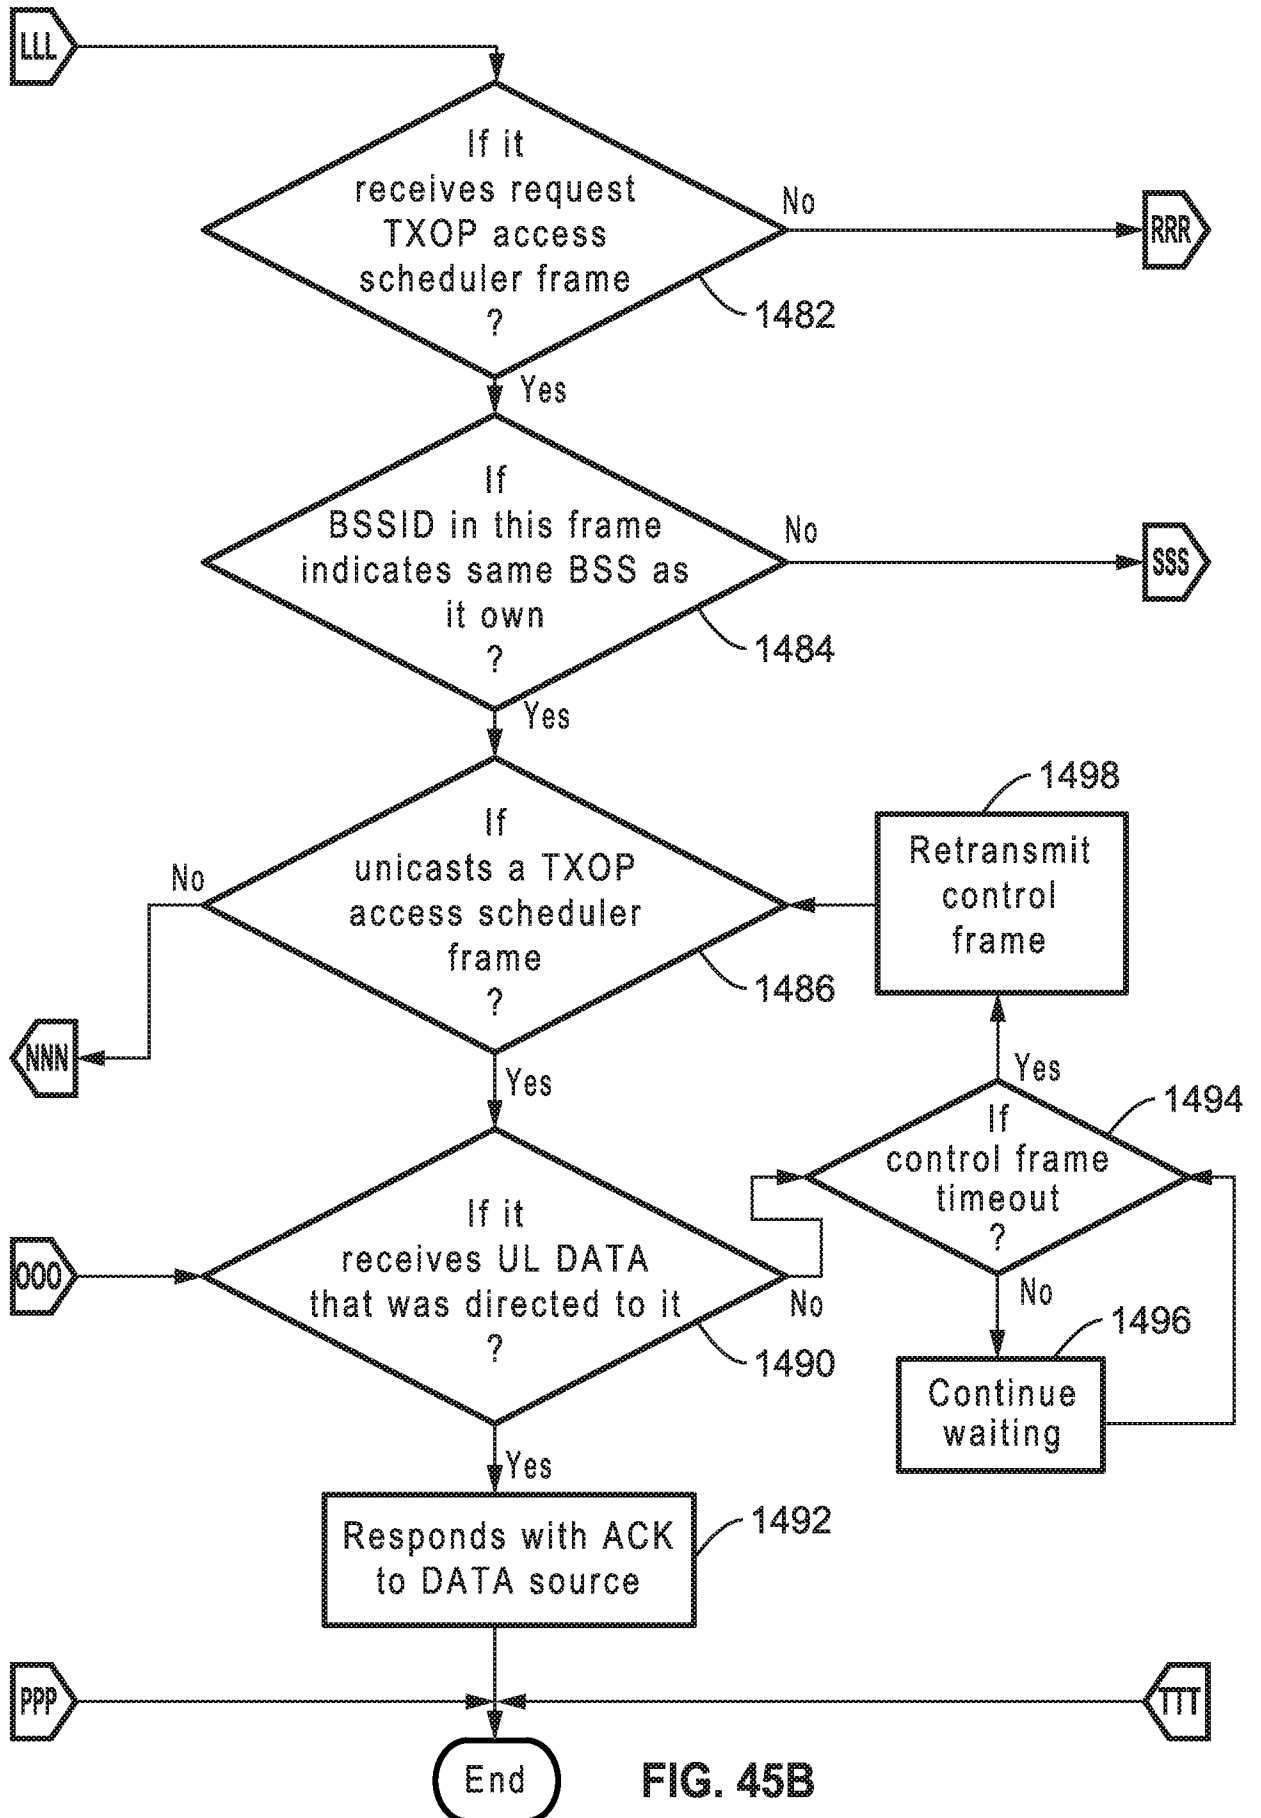 LLL
If it
receives request
TXOP access
scheduler frame
?
No
RRR
1482
Yes
If
BSSID in this frame
indicates same BSS as
it own
?
No
SSS
1484
Yes
If
unicasts a TXOP
access scheduler
frame
?
No
1486
NNN
1498
Retransmit
control
frame
Yes
Yes
1494
If
control frame
timeout
?
OOO
If it
receives UL DATA
that was directed to it
?
No
No
1490
1496
Continue
waiting
Yes
Responds with ACK
to DATA source
1492
PPP
TTT
End
FIG. 45B